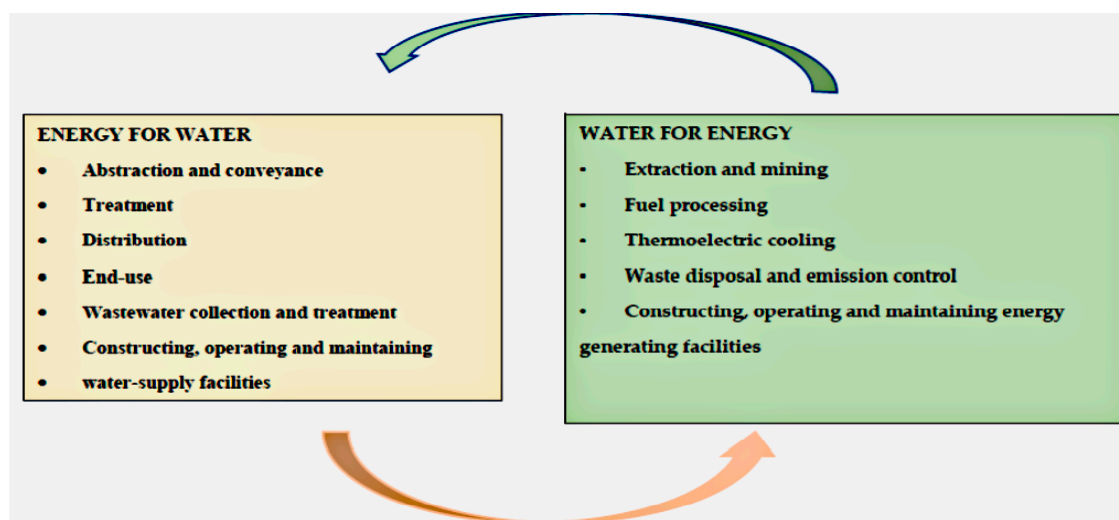 ENERGY FOR WATER
• Abstraction and conveyance
• Treatment
• Distribution
• End-use
• Wastewater collection and treatment
• Constructing, operating and maintaining
• water-supply facilities
WATER FOR ENERGY
• Extraction and mining
• Fuel processing
• Thermoelectric cooling
• Waste disposal and emission control
• Constructing, operating and maintaining energy
generating facilities